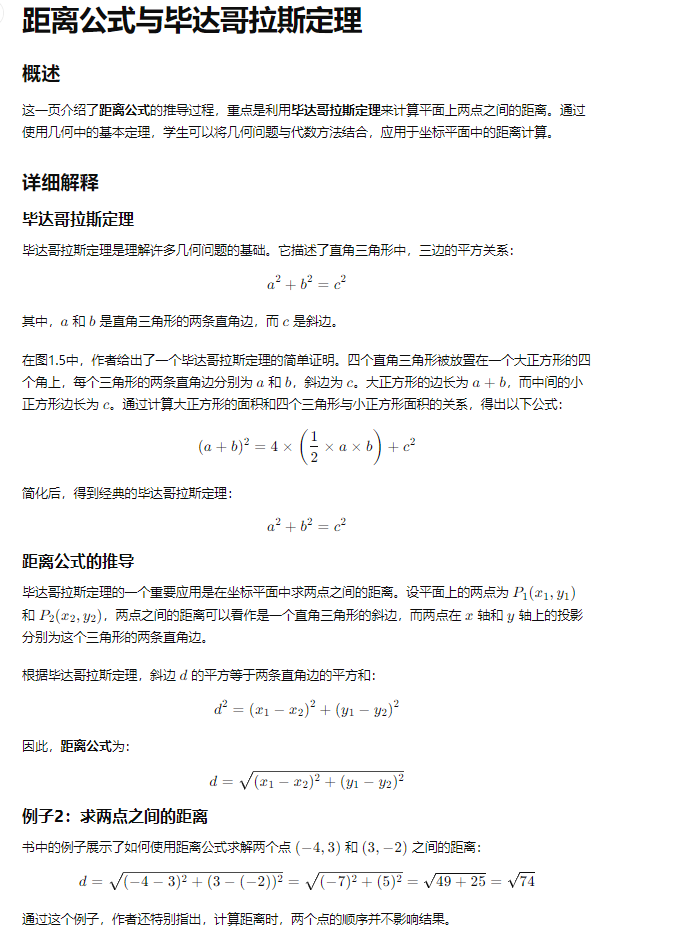 距离公式与毕达哥拉斯定理
概述
这一页介绍了距离公式的推导过程，重点是利用毕达哥拉斯定理来计算平面上两点之间的距离。通过
使用几何中的基本定理，学生可以将几何问题与代数方法结合，应用于坐标平面中的距离计算。
详细解释
毕达哥拉斯定理
毕达哥拉斯定理是理解许多几何问题的基础。它描述了直角三角形中，三边的平方关系：
a² + b² = c²
其中，a 和 b 是直角三角形的两条直角边，而 c 是斜边。
在图1.5中，作者给出了一个毕达哥拉斯定理的简单证明。四个直角三角形被放置在一个大正方形的四
个角上，每个三角形的两条直角边分别为 a 和 b，斜边为 c。大正方形的边长为 a + b，而中间的小
正方形边长为 c。通过计算大正方形的面积和四个三角形与小正方形面积的关系，得出以下公式：
(a + b)² = 4 × (1/2 × a × b) + c²
简化后，得到经典的毕达哥拉斯定理：
a² + b² = c²
距离公式的推导
毕达哥拉斯定理的一个重要应用是在坐标平面中求两点之间的距离。设平面上的两点为 P₁(x₁, y₁)
和 P₂(x₂, y₂)，两点之间的距离可以看作是一个直角三角形的斜边，而两点在 x 轴和 y 轴上的投影
分别为这个三角形的两条直角边。
根据毕达哥拉斯定理，斜边 d 的平方等于两条直角边的平方和：
d² = (x₁ − x₂)² + (y₁ − y₂)²
因此，距离公式为：
d = √((x₁ − x₂)² + (y₁ − y₂)²)
例子2：求两点之间的距离
书中的例子展示了如何使用距离公式求解两个点 (−4, 3) 和 (3, −2) 之间的距离：
d = √((−4 − 3)² + (3 − (−2))²) = √((−7)² + (5)²) = √(49 + 25) = √74
通过这个例子，作者还特别指出，计算距离时，两个点的顺序并不影响结果。